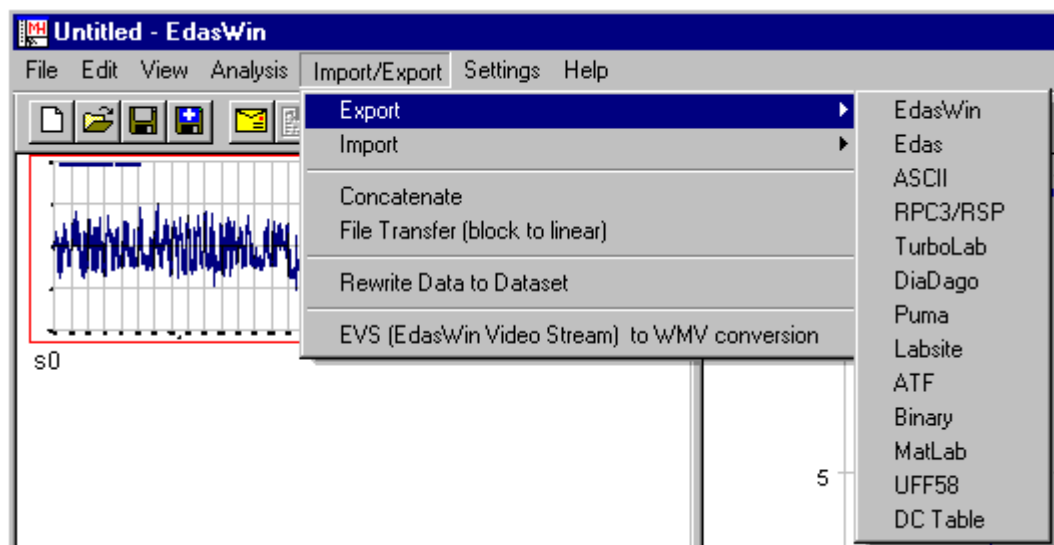 Untitled - EdasWin
File Edit View Analysis Import/Export Settings Help
Export
Import
Concatenate
File Transfer (block to linear)
Rewrite Data to Dataset
EVS (EdasWin Video Stream) to WMV conversion
EdasWin
Edas
ASCII
RPC3/RSP
TurboLab
DiaDago
Puma
Labsite
ATF
Binary
MatLab
UFF58
DC Table
s0
5